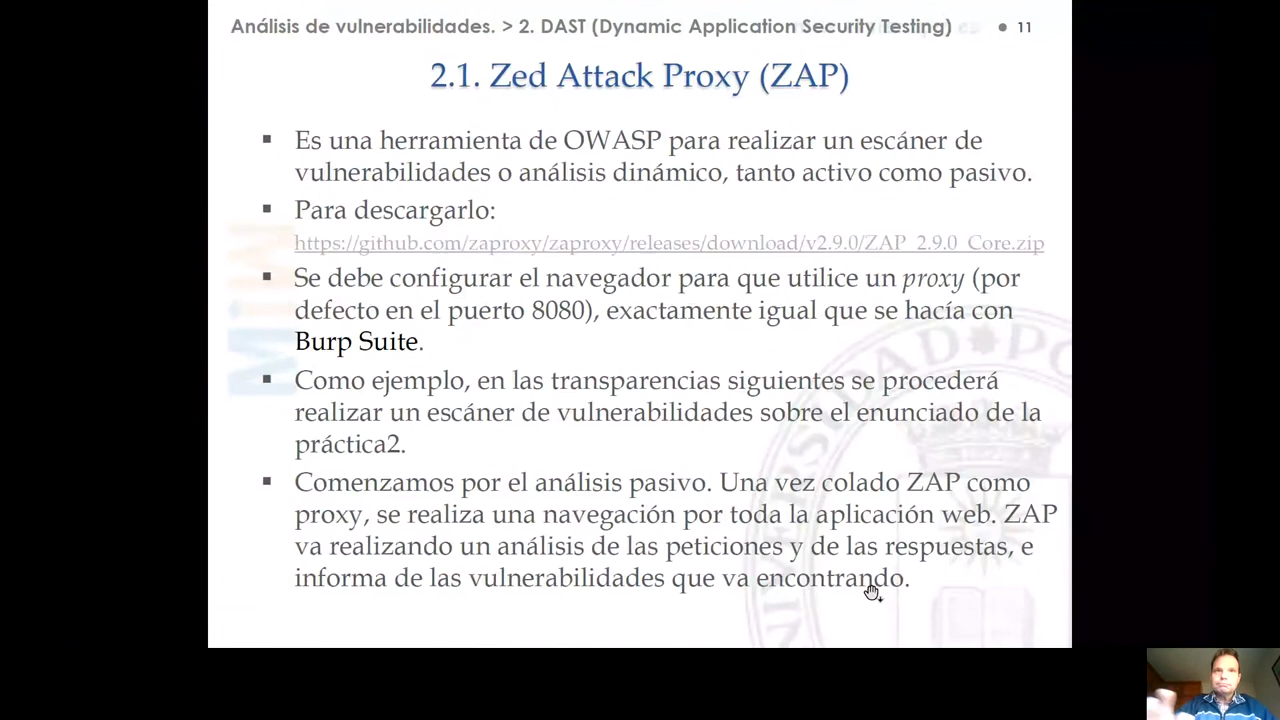 Análisis de vulnerabilidades. > 2. DAST (Dynamic Application Security Testing) • 11
2.1. Zed Attack Proxy (ZAP)
▪ Es una herramienta de OWASP para realizar un escáner de
vulnerabilidades o análisis dinámico, tanto activo como pasivo.
▪ Para descargarlo:
https://github.com/zaproxy/zaproxy/releases/download/v2.9.0/ZAP_2.9.0_Core.zip
▪ Se debe configurar el navegador para que utilice un proxy (por
defecto en el puerto 8080), exactamente igual que se hacía con
Burp Suite.
▪ Como ejemplo, en las transparencias siguientes se procederá
realizar un escáner de vulnerabilidades sobre el enunciado de la
práctica2.
▪ Comenzamos por el análisis pasivo. Una vez colado ZAP como
proxy, se realiza una navegación por toda la aplicación web. ZAP
va realizando un análisis de las peticiones y de las respuestas, e
informa de las vulnerabilidades que va encontrando.